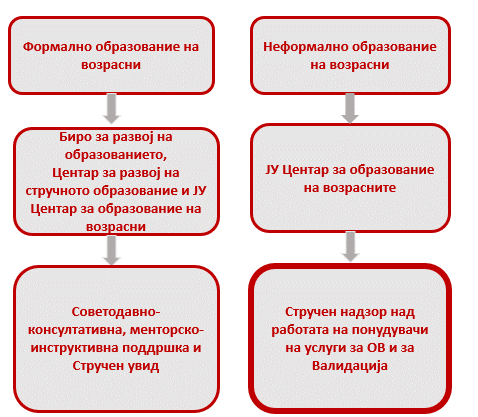 Формално образование на
возрасни
Неформално образование
на возрасни
Биро за развој на
образованието,
Центар за развој на
стручното образование и ЈУ
Центар за образование на
возрасни
ЈУ Центар за образование
на возрасните
Советодавно-
консултативна, менторско-
инструктивна поддршка и
Стручен увид
Стручен надзор над
работата на понудувачи
на услуги за ОВ и за
Валидација